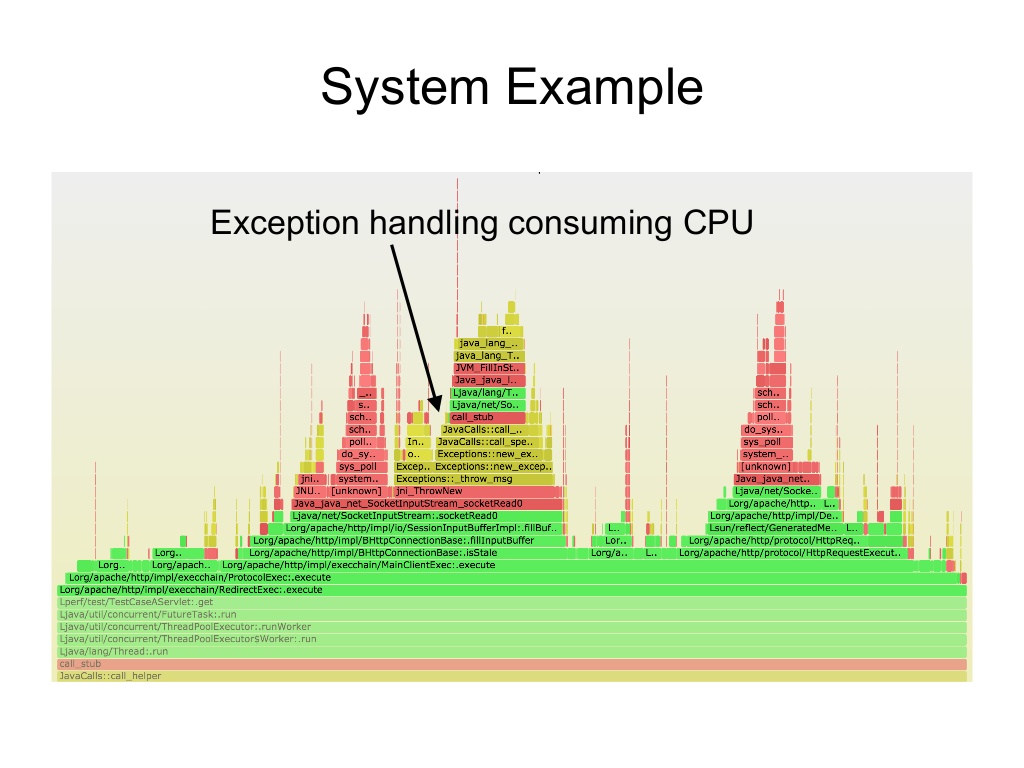 System Example
Exception handling consuming CPU
f..
java_lang_..
java_lang_T..
JVM_FillInSt..
Java_java_l.. sch..
_.. Ljava/lang/T.. sch..
s.. Ljava/net/So.. sch..
sch.. call_stub poll..
sch.. JavaCalls::call_.. do_sys..
poll.. In.. JavaCalls::call_spe.. sys_poll
do_sy.. o.. Exceptions::new_ex.. system_..
sys_poll Excep.. Exceptions::new_excep.. [unknown]
jni.. system.. Exceptions::_throw_msg Java_java_net..
JNU.. [unknown] jni_ThrowNew Ljava/net/Socke..
Java_java_net_SocketInputStream_socketRead0 Lorg/apache/http.. L..
Ljava/net/SocketInputStream:.socketRead0 Lorg/apache/http/impl/De..
Lorg/apache/http/impl/io/SessionInputBufferImpl:.fillBuf.. L.. Lsun/reflect/GeneratedMe.. L..
Lorg/apache/http/impl/BHttpConnectionBase:.fillInputBuffer Lor.. Lorg/apache/http/protocol/HttpReq..
Lorg.. Lorg/apache/http/impl/BHttpConnectionBase:.isStale Lorg/a.. L.. Lorg/apache/http/protocol/HttpRequestExecut..
Lorg.. Lorg/apach.. Lorg/apache/http/impl/execchain/MainClientExec:.execute
Lorg/apache/http/impl/execchain/ProtocolExec:.execute
Lorg/apache/http/impl/execchain/RedirectExec:.execute
Lperf/test/TestCaseAServlet:.get
Ljava/util/concurrent/FutureTask:.run
Ljava/util/concurrent/ThreadPoolExecutor:.runWorker
Ljava/util/concurrent/ThreadPoolExecutor$Worker:.run
Ljava/lang/Thread:.run
call_stub
JavaCalls::call_helper